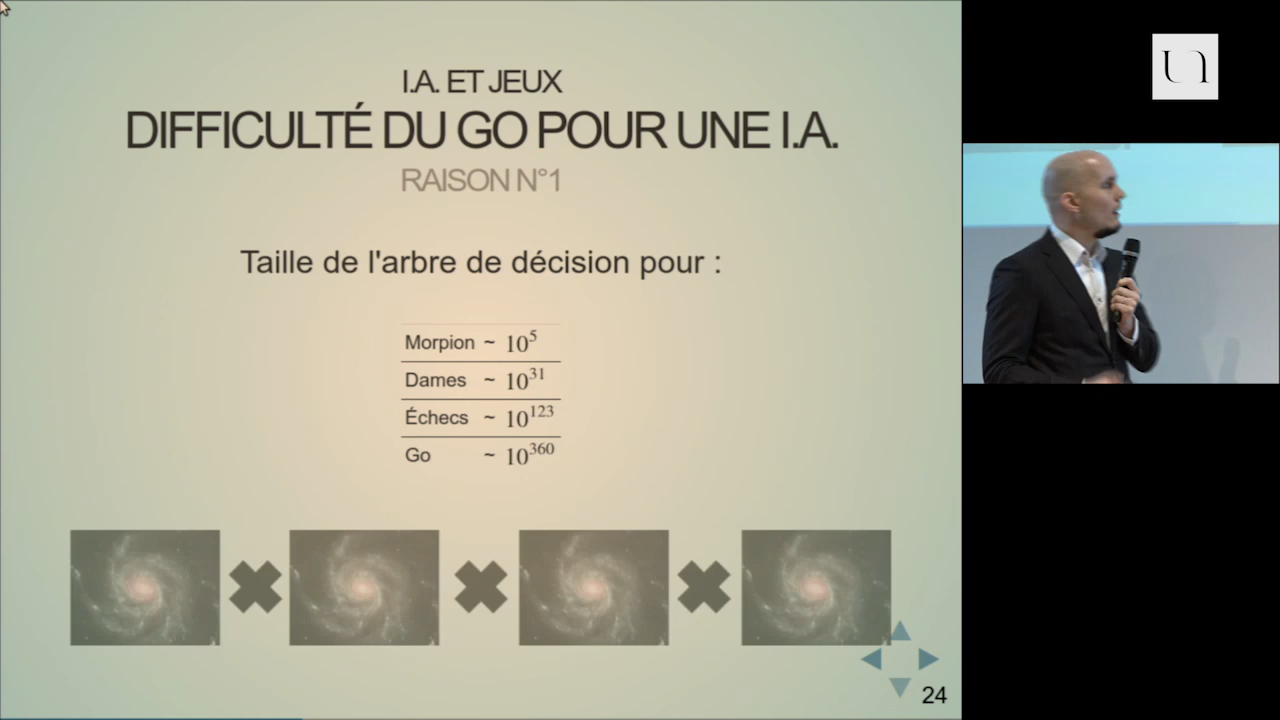 I.A. ET JEUX
DIFFICULTÉ DU GO POUR UNE I.A.
RAISON N°1
Taille de l'arbre de décision pour :
Morpion ~ 10^5
Dames ~ 10^31
Échecs ~ 10^123
Go ~ 10^360
24